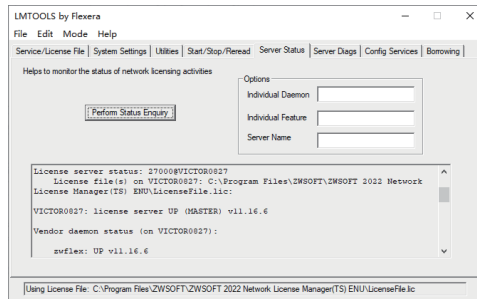 LMTOOLS by Flexera
File Edit Mode Help
Service/License File System Settings Utilities Start/Stop/Reread Server Status Server Diags Config Services Borrowing
Helps to monitor the status of network licensing activities
Options
Individual Daemon
Perform Status Enquiry
Individual Feature
Server Name
License server status: 27000@VICTOR0827
License file(s) on VICTOR0827: C:\Program Files\ZWSOFT\ZWSOFT 2022 Network
License Manager(TS) ENU\LicenseFile.lic:
VICTOR0827: license server UP (MASTER) v11.16.6
Vendor daemon status (on VICTOR0827):
zwflex: UP v11.16.6
Using License File: C:\Program Files\ZWSOFT\ZWSOFT 2022 Network License Manager(TS) ENU\LicenseFile.lic